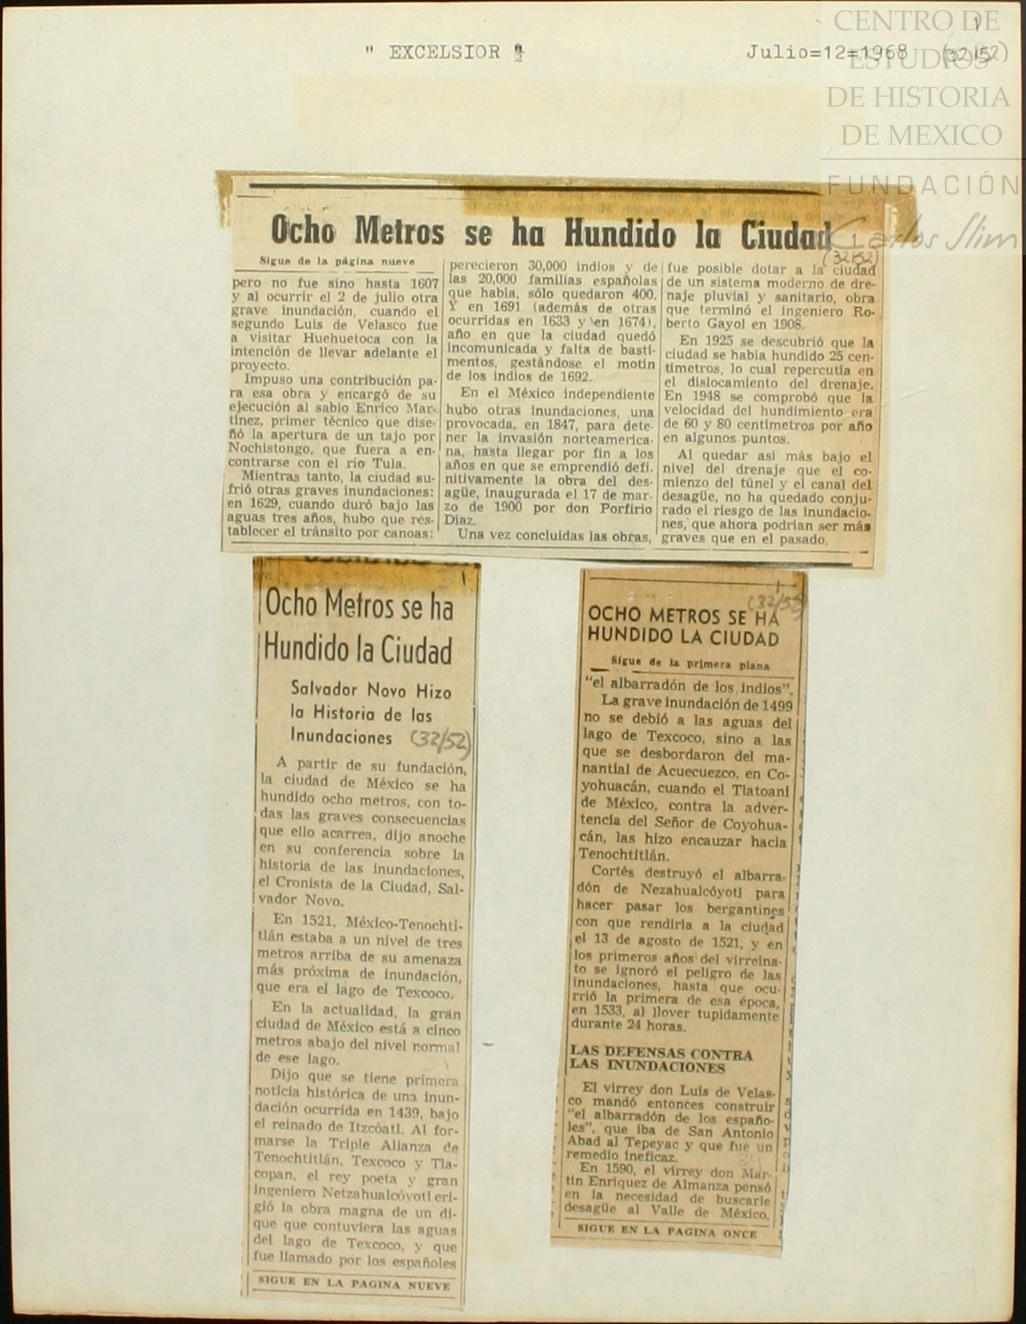 " EXCELSIOR "
Julio=12=1968
(32/52)
CENTRO DE
ESTUDIOS
DE HISTORIA
DE MEXICO
FUNDACIÓN
Carlos Slim
Ocho Metros se ha Hundido la Ciudad
(32/52)
Sigue de la página nueve
pero no fue sino hasta 1607
y al ocurrir el 2 de julio otra
grave inundación, cuando el
segundo Luis de Velasco fue
a visitar Huehuetoca con la
intención de llevar adelante el
proyecto.
Impuso una contribución pa-
ra esa obra y encargó de su
ejecución al sabio Enrico Mar-
tínez, primer técnico que dise-
ñó la apertura de un tajo por
Nochistongo, que fuera a en-
contrarse con el río Tula.
Mientras tanto, la ciudad su-
frió otras graves inundaciones:
en 1629, cuando duró bajo las
aguas tres años, hubo que res-
tablecer el tránsito por canoas:
perecieron 30,000 indios y de
las 20,000 familias españolas
que había, sólo quedaron 400.
Y en 1691 (además de otras
ocurridas en 1633 y en 1674),
año en que la ciudad quedó
incomunicada y falta de basti-
mentos, gestándose el motín
de los indios de 1692.
En el México independiente
hubo otras inundaciones, una
provocada, en 1847, para dete-
ner la invasión norteamerica-
na, hasta llegar por fin a los
años en que se emprendió defi-
nitivamente la obra del des-
agüe, inaugurada el 17 de mar-
zo de 1900 por don Porfirio
Díaz.
Una vez concluidas las obras,
fue posible dotar a la ciudad
de un sistema moderno de dre-
naje pluvial y sanitario, obra
que terminó el ingeniero Ro-
berto Gayol en 1908.
En 1925 se descubrió que la
ciudad se había hundido 25 cen-
tímetros, lo cual repercutía en
el dislocamiento del drenaje.
En 1948 se comprobó que la
velocidad del hundimiento era
de 60 y 80 centímetros por año
en algunos puntos.
Al quedar así más bajo el
nivel del drenaje que el co-
mienzo del túnel y el canal del
desagüe, no ha quedado conju-
rado el riesgo de las inundacio-
nes, que ahora podrían ser más
graves que en el pasado.
Ocho Metros se ha
Hundido la Ciudad
Salvador Novo Hizo
la Historia de las
Inundaciones (32/52)
A partir de su fundación,
la ciudad de México se ha
hundido ocho metros, con to-
das las graves consecuencias
que ello acarrea, dijo anoche
en su conferencia sobre la
historia de las inundaciones,
el Cronista de la Ciudad, Sal-
vador Novo.
En 1521, México-Tenochti-
tlán estaba a un nivel de tres
metros arriba de su amenaza
más próxima de inundación,
que era el lago de Texcoco.
En la actualidad, la gran
ciudad de México está a cinco
metros abajo del nivel normal
de ese lago.
Dijo que se tiene primera
noticia histórica de una inun-
dación ocurrida en 1439, bajo
el reinado de Itzcóatl. Al for-
marse la Triple Alianza de
Tenochtitlán, Texcoco y Tla-
copan, el rey poeta y gran
ingeniero Netzahualcóyotl eri-
gió la obra magna de un di-
que que contuviera las aguas
del lago de Texcoco, y que
fue llamado por los españoles
SIGUE EN LA PAGINA NUEVE
(32/52)
OCHO METROS SE HA
HUNDIDO LA CIUDAD
Sigue de la primera plana
"el albarradón de los indios".
La grave inundación de 1499
no se debió a las aguas del
lago de Texcoco, sino a las
que se desbordaron del ma-
nantial de Acuecuezco, en Co-
yohuacán, cuando el Tlatoani
de México, contra la adver-
tencia del Señor de Coyohua-
cán, las hizo encauzar hacia
Tenochtitlán.
Cortés destruyó el albarra-
dón de Nezahualcóyotl para
hacer pasar los bergantines
con que rendiría a la ciudad
el 13 de agosto de 1521, y en
los primeros años del virreina-
to se ignoró el peligro de las
inundaciones, hasta que ocu-
rrió la primera de esa época,
en 1533, al llover tupidamente
durante 24 horas.
LAS DEFENSAS CONTRA
LAS INUNDACIONES
El virrey don Luis de Velas-
co mandó entonces construir
"el albarradón de los españo-
les", que iba de San Antonio
Abad al Tepeyac y que fue un
remedio ineficaz.
En 1590, el virrey don Mar-
tín Enríquez de Almanza pensó
en la necesidad de buscarle
desagüe al Valle de México,
SIGUE EN LA PAGINA ONCE